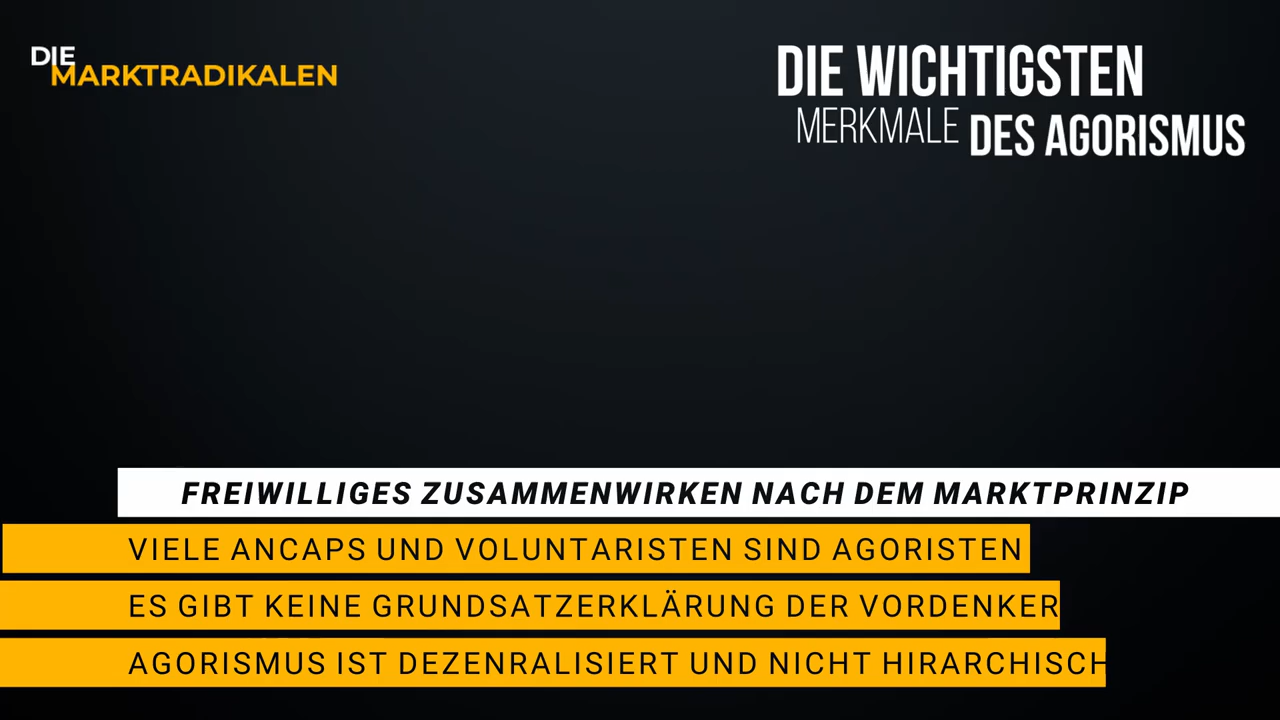 DIE
MARKTRADIKALEN
DIE WICHTIGSTEN
MERKMALE DES AGORISMUS
FREIWILLIGES ZUSAMMENWIRKEN NACH DEM MARKTPRINZIP
VIELE ANCAPS UND VOLUNTARISTEN SIND AGORISTEN
ES GIBT KEINE GRUNDSATZERKLÄRUNG DER VORDENKER
AGORISMUS IST DEZENRALISIERT UND NICHT HIRARCHISCH